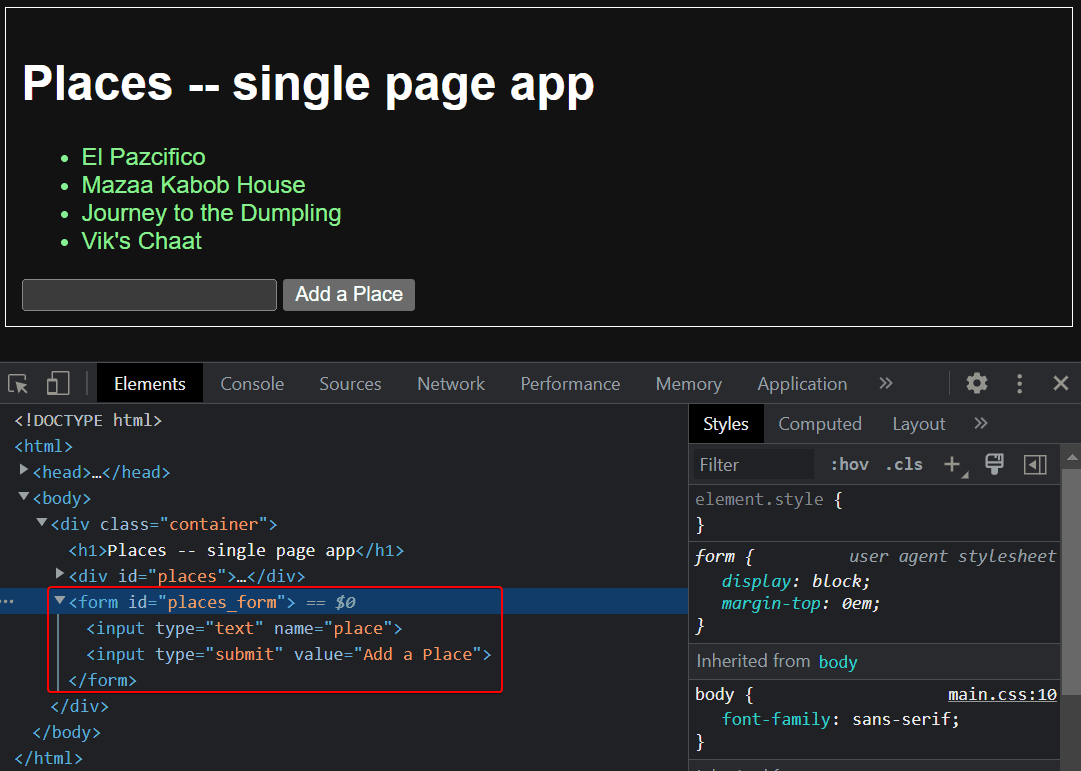 Places -- single page app
• El Pazcifico
• Mazaa Kabob House
• Journey to the Dumpling
• Vik's Chaat
Add a Place
Elements Console Sources Network Performance Memory Application »
<!DOCTYPE html>
<html>
<head>…</head>
<body>
<div class="container">
<h1>Places -- single page app</h1>
<div id="places">…</div>
<form id="places_form"> == $0
<input type="text" name="place">
<input type="submit" value="Add a Place">
</form>
</div>
</body>
</html>
Styles Computed Layout »
Filter :hov .cls +
element.style {
}
form { user agent stylesheet
display: block;
margin-top: 0em;
}
Inherited from body
body { main.css:10
font-family: sans-serif;
}